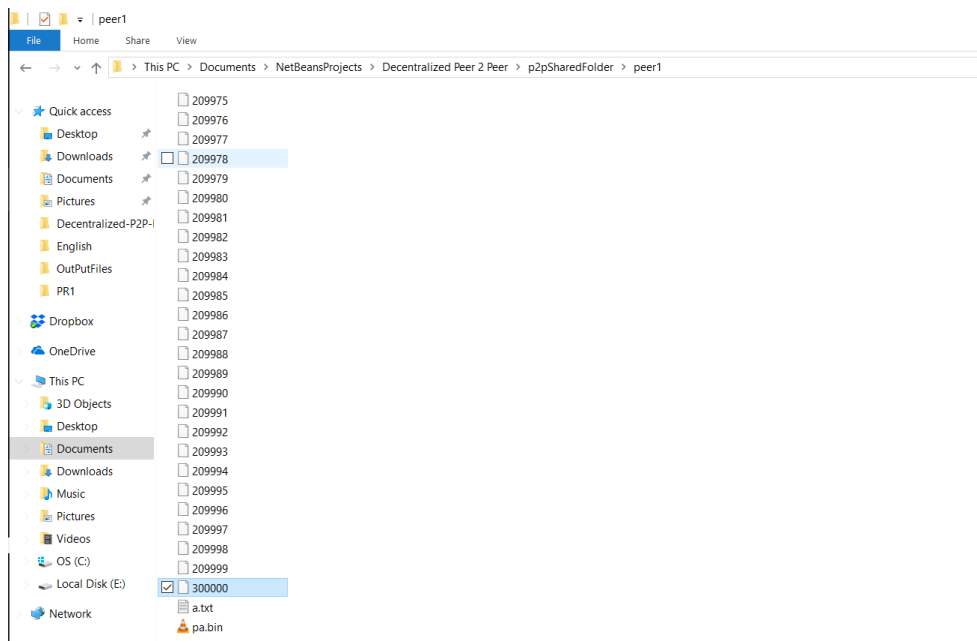 peer1
File Home Share View
This PC > Documents > NetBeansProjects > Decentralized Peer 2 Peer > p2pSharedFolder > peer1
Quick access
Desktop
Downloads
Documents
Pictures
Decentralized-P2P-
English
OutPutFiles
PR1
Dropbox
OneDrive
This PC
3D Objects
Desktop
Documents
Downloads
Music
Pictures
Videos
OS (C:)
Local Disk (E:)
Network
209975
209976
209977
209978
209979
209980
209981
209982
209983
209984
209985
209986
209987
209988
209989
209990
209991
209992
209993
209994
209995
209996
209997
209998
209999
300000
a.txt
pa.bin